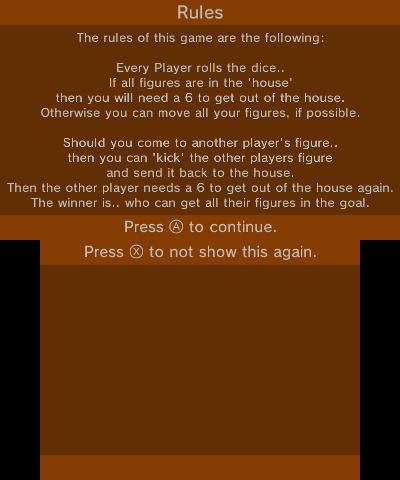 Rules
The rules of this game are the following:
Every Player rolls the dice..
If all figures are in the 'house'
then you will need a 6 to get out of the house.
Otherwise you can move all your figures, if possible.
Should you come to another player's figure..
then you can 'kick' the other players figure
and send it back to the house.
Then the other player needs a 6 to get out of the house again.
The winner is.. who can get all their figures in the goal.
Press Ⓐ to continue.
Press Ⓧ to not show this again.